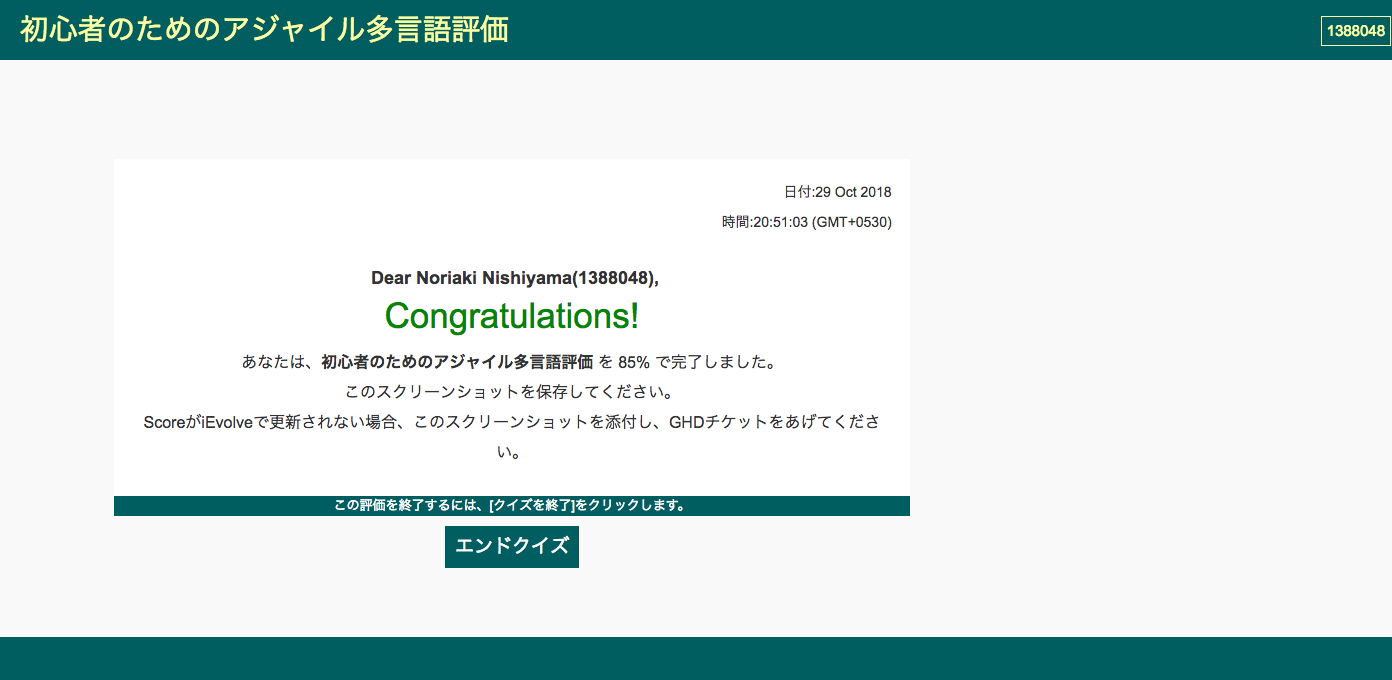 初心者のためのアジャイル多言語評価
1388048
日付:29 Oct 2018
時間:20:51:03 (GMT+0530)
Dear Noriaki Nishiyama(1388048),
Congratulations!
あなたは、初心者のためのアジャイル多言語評価 を 85% で完了しました。
このスクリーンショットを保存してください。
ScoreがiEvolveで更新されない場合、このスクリーンショットを添付し、GHDチケットをあげてくださ
い。
この評価を終了するには、[クイズを終了]をクリックします。
エンドクイズ